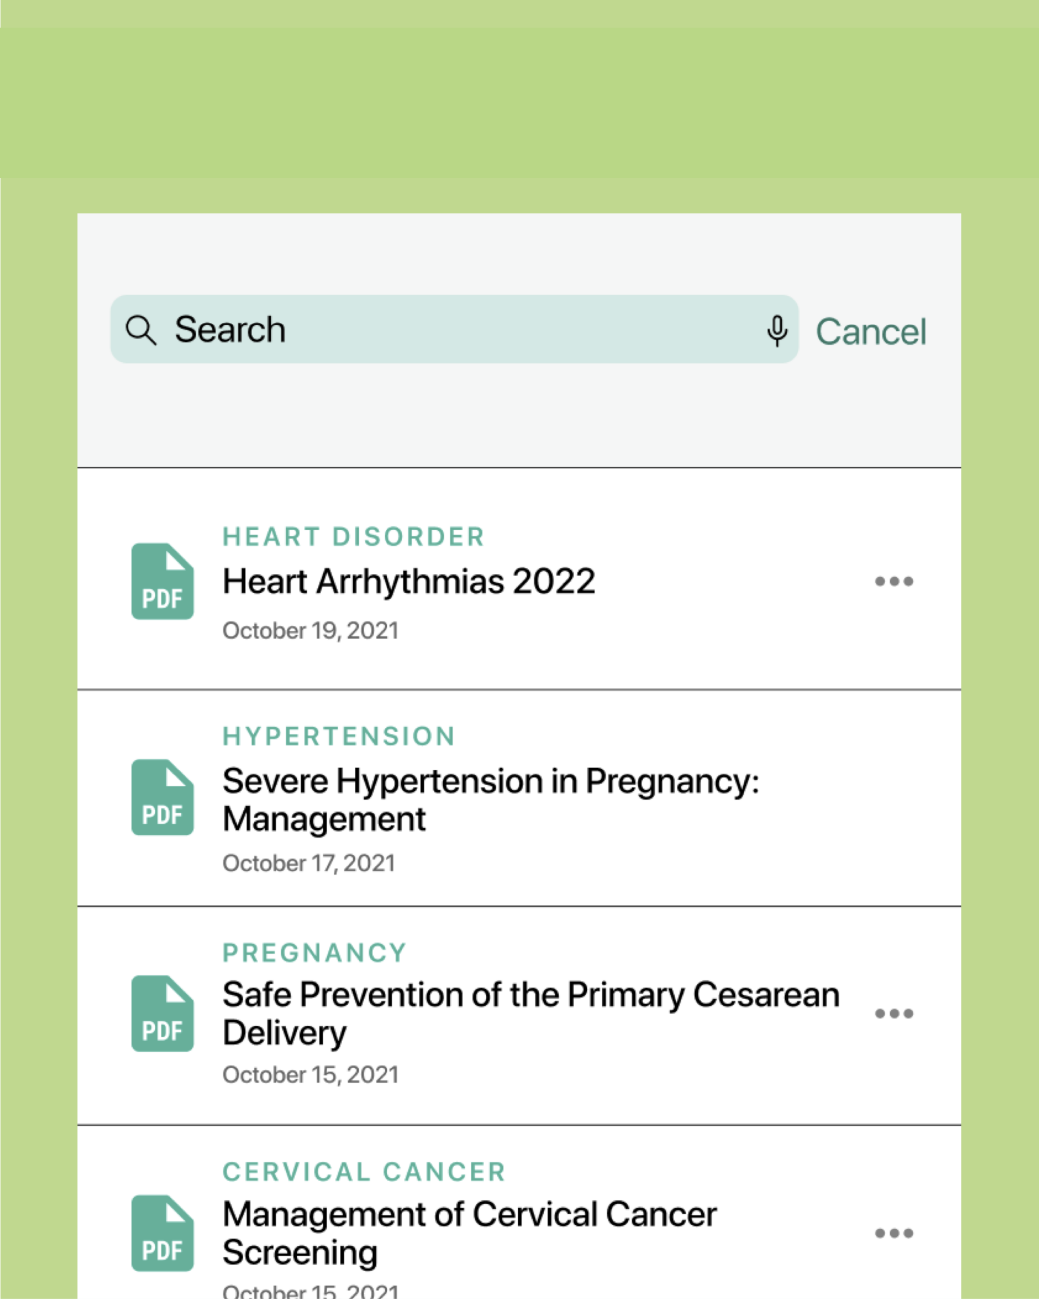 Search
Cancel
HEART DISORDER
PDF
Heart Arrhythmias 2022
October 19, 2021
HYPERTENSION
PDF
Severe Hypertension in Pregnancy:
Management
October 17, 2021
PREGNANCY
PDF
Safe Prevention of the Primary Cesarean
Delivery
October 15, 2021
CERVICAL CANCER
PDF
Management of Cervical Cancer
Screening
October 15, 2021